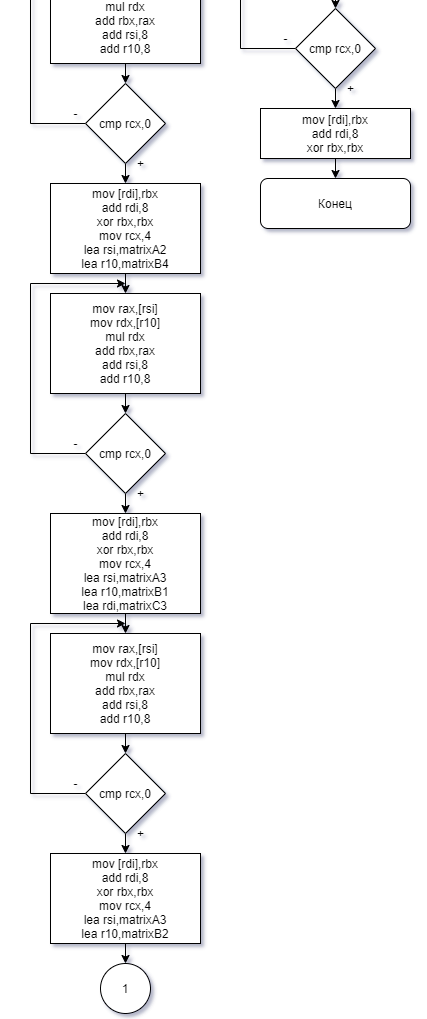 mul rdx
add rbx,rax
add rsi,8
add r10,8
-
cmp rcx,0
+
mov [rdi],rbx
add rdi,8
xor rbx,rbx
mov rcx,4
lea rsi,matrixA2
lea r10,matrixB4
mov rax,[rsi]
mov rdx,[r10]
mul rdx
add rbx,rax
add rsi,8
add r10,8
-
cmp rcx,0
+
mov [rdi],rbx
add rdi,8
xor rbx,rbx
mov rcx,4
lea rsi,matrixA3
lea r10,matrixB1
lea rdi,matrixC3
mov rax,[rsi]
mov rdx,[r10]
mul rdx
add rbx,rax
add rsi,8
add r10,8
-
cmp rcx,0
+
mov [rdi],rbx
add rdi,8
xor rbx,rbx
mov rcx,4
lea rsi,matrixA3
lea r10,matrixB2
1
-
cmp rcx,0
+
mov [rdi],rbx
add rdi,8
xor rbx,rbx
Конец